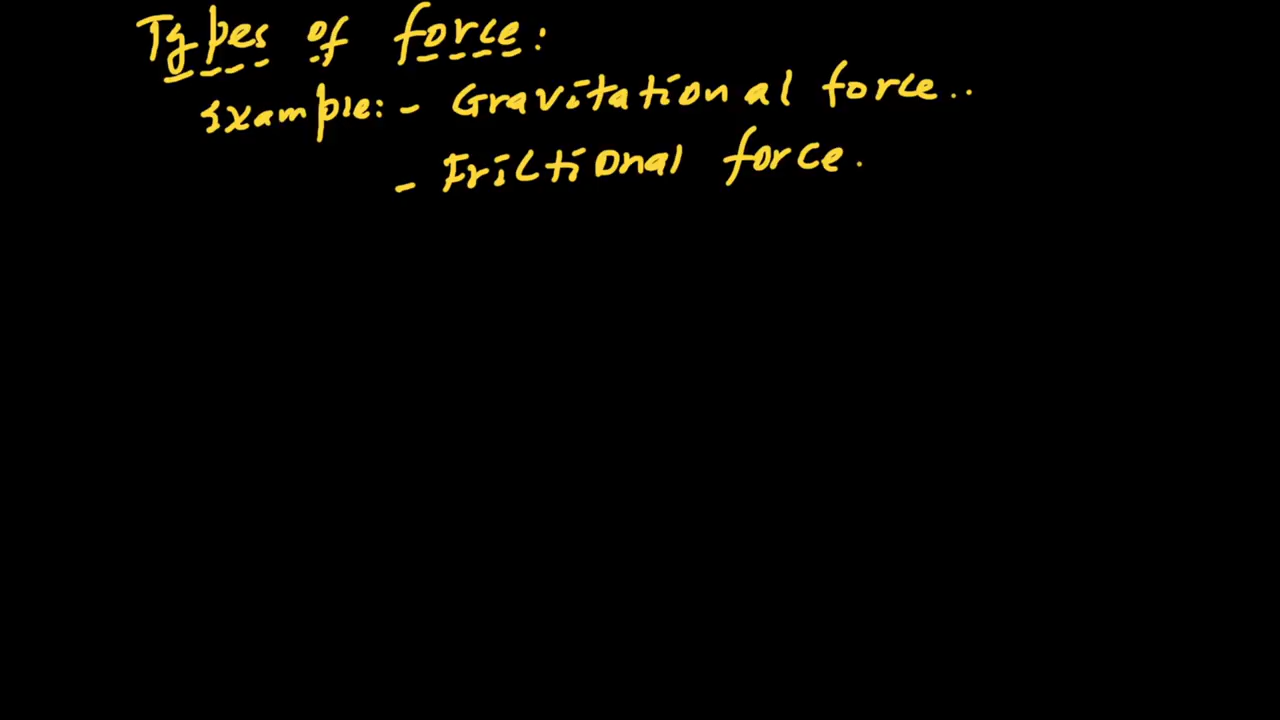 Types of force:
Example: - Gravitational force..
- Frictional force.